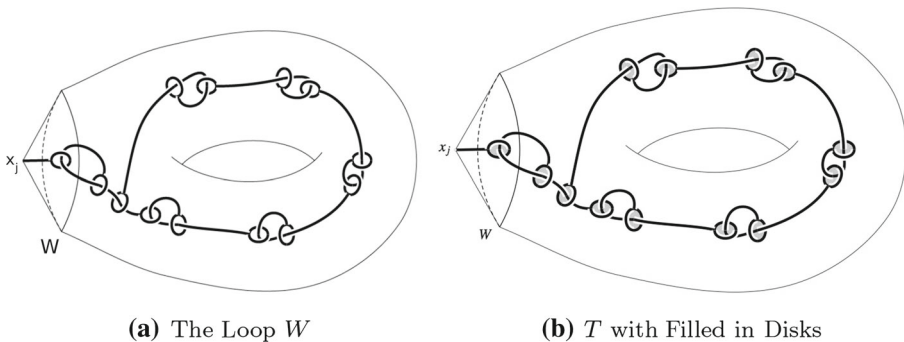 x_j
W
(a) The Loop W
x_j
W
(b) T with Filled in Disks